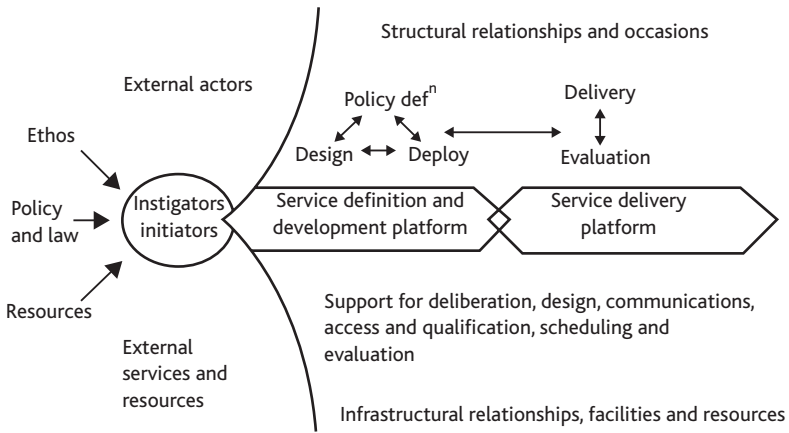 Structural relationships and occasions
External actors
Policy defⁿ
Delivery
Design
Deploy
Evaluation
Ethos
Policy
and law
Resources
Instigators
initiators
Service definition and
development platform
Service delivery
platform
External
services and
resources
Support for deliberation, design, communications,
access and qualification, scheduling and
evaluation
Infrastructural relationships, facilities and resources